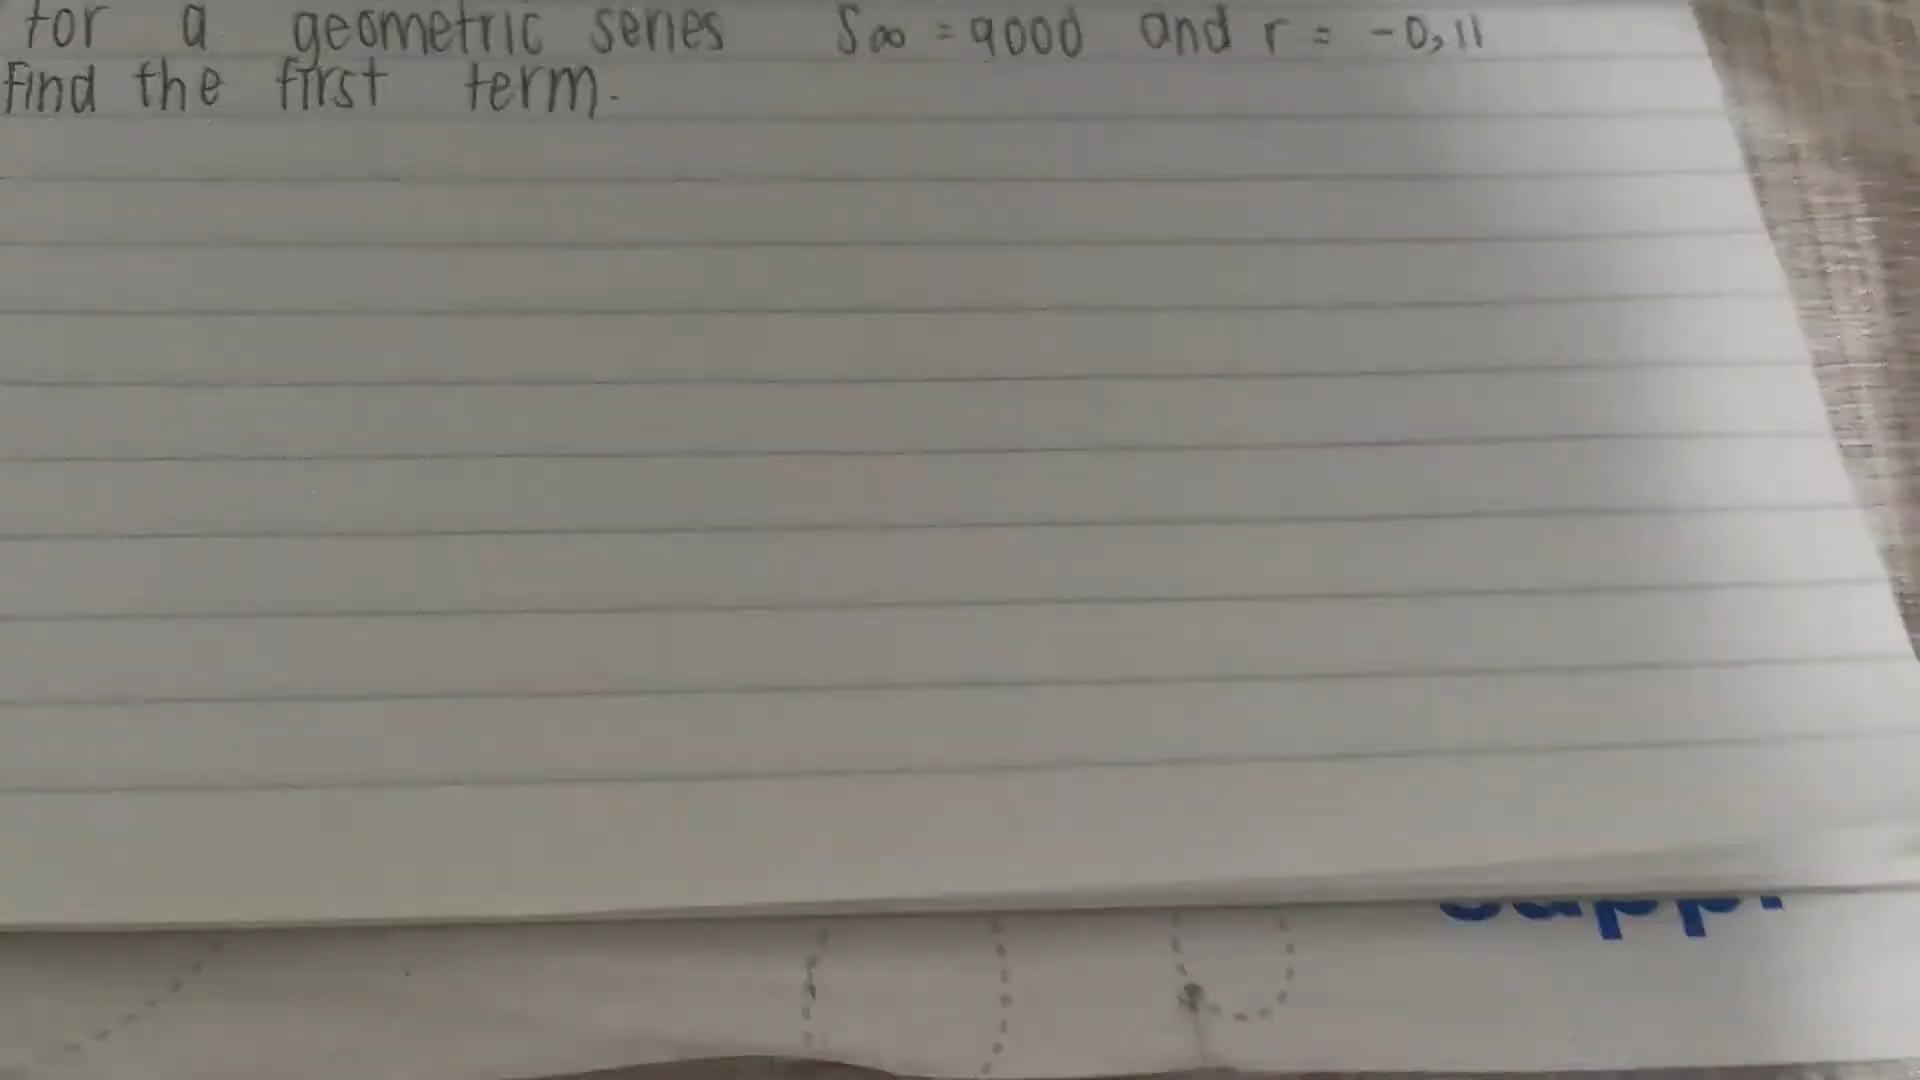 for a geometric series S∞ = 9000 and r = -0,11
find the first term.